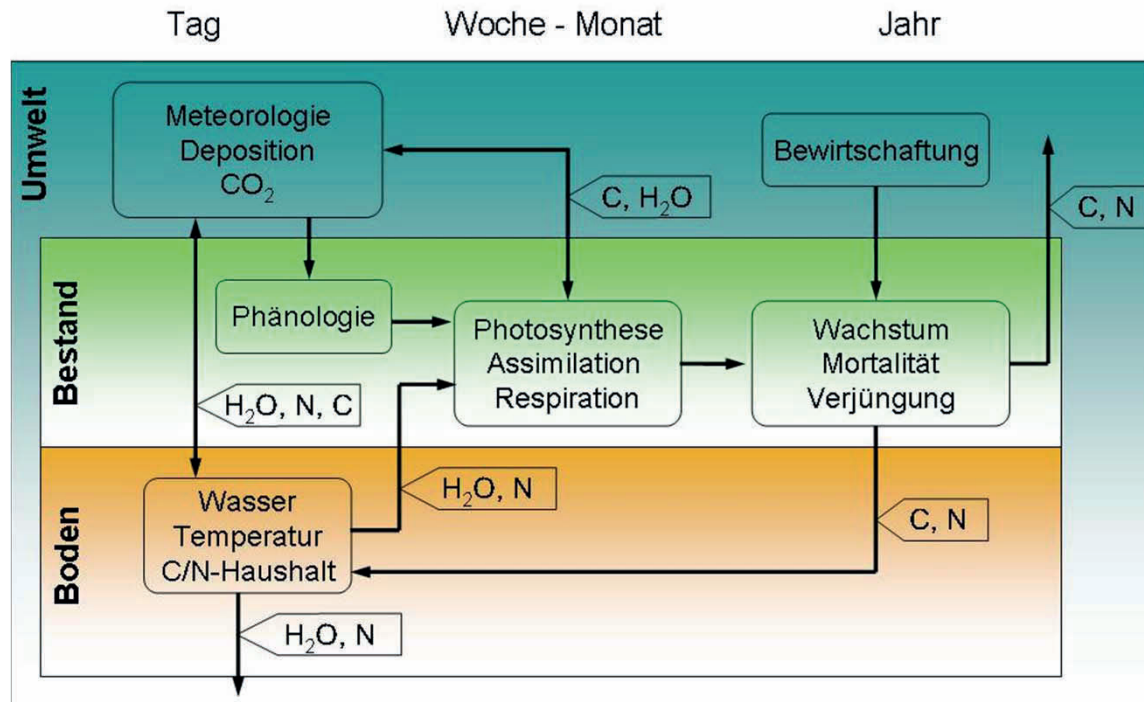 Tag
Woche - Monat
Jahr
Umwelt
Meteorologie
Deposition
CO₂
Bewirtschaftung
C, H₂O
C, N
Bestand
Phänologie
Photosynthese
Assimilation
Respiration
Wachstum
Mortalität
Verjüngung
H₂O, N, C
Boden
Wasser
Temperatur
C/N-Haushalt
H₂O, N
C, N
H₂O, N